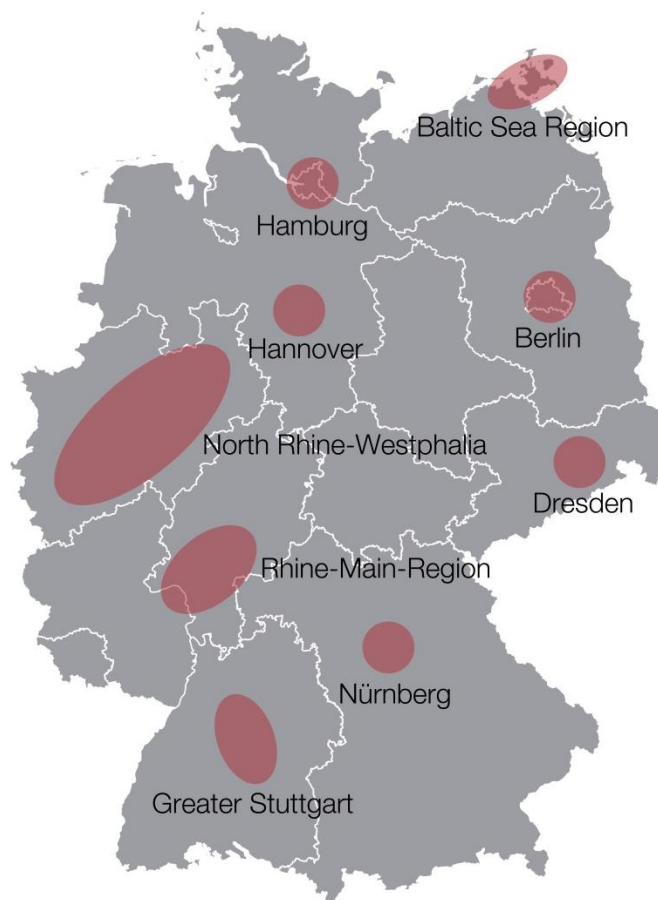 Baltic Sea Region
Hamburg
Hannover
Berlin
North Rhine-Westphalia
Dresden
Rhine-Main-Region
Nürnberg
Greater Stuttgart